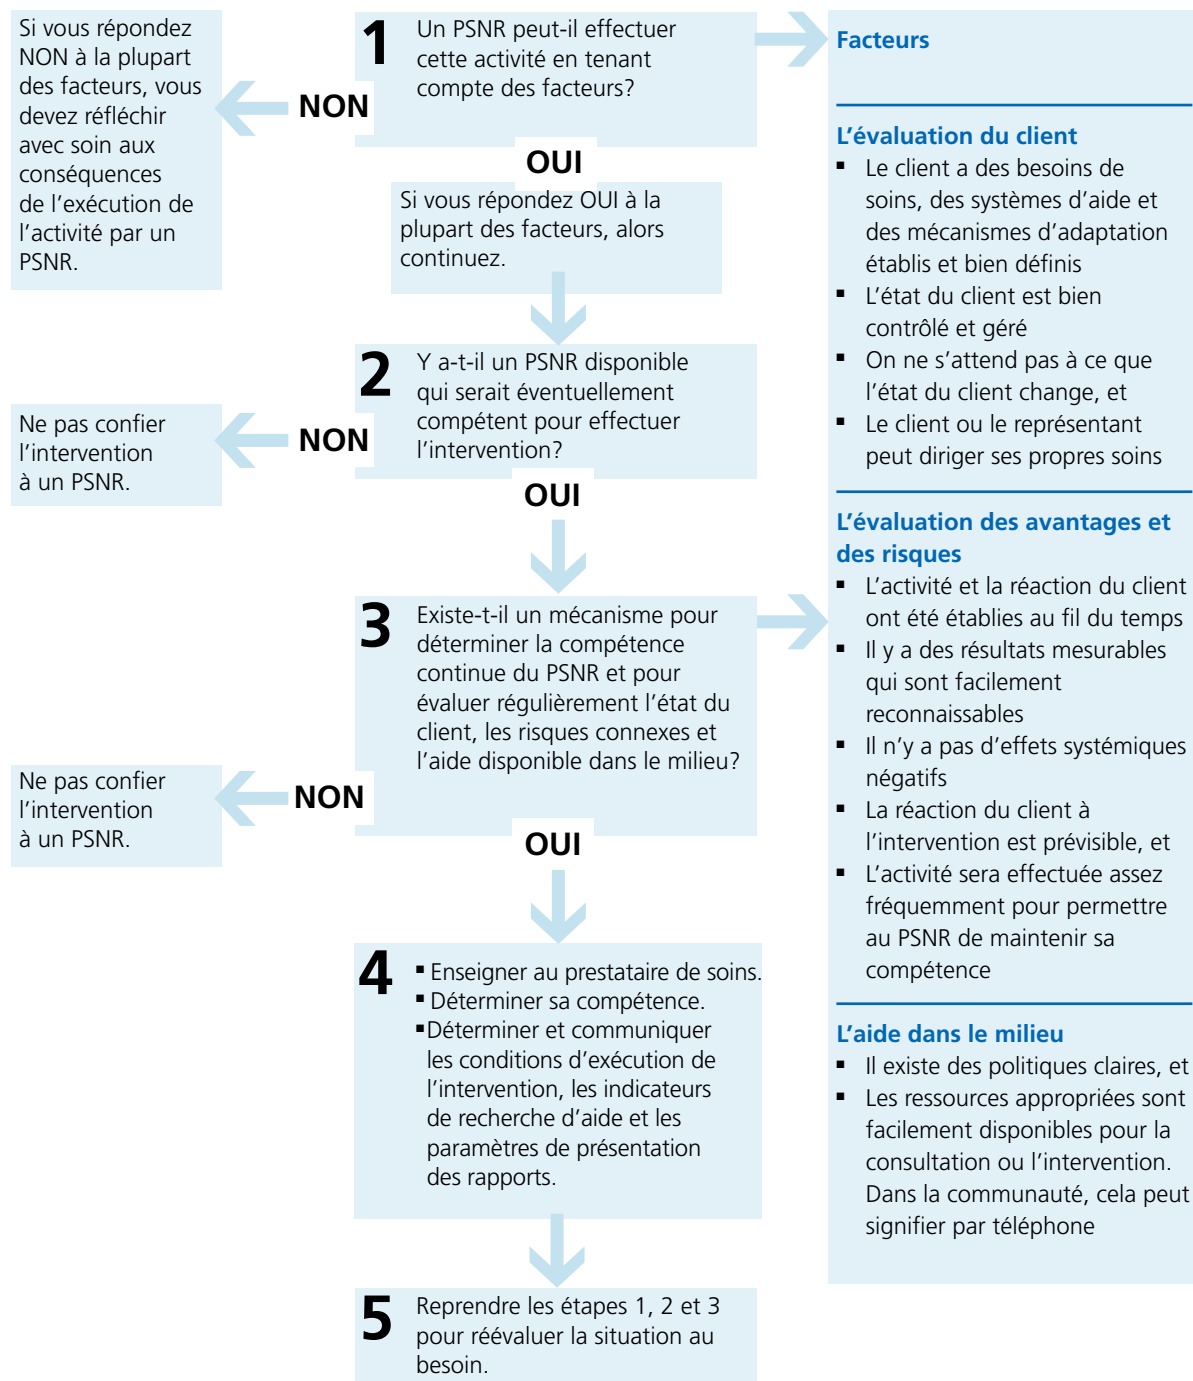 Si vous répondez
NON à la plupart
des facteurs, vous
devez réfléchir
avec soin aux
conséquences
de l’exécution de
l’activité par un
PSNR.
NON
1
Un PSNR peut-il effectuer
cette activité en tenant
compte des facteurs?
OUI
Si vous répondez OUI à la
plupart des facteurs, alors
continuez.
2
Y a-t-il un PSNR disponible
qui serait éventuellement
compétent pour effectuer
l’intervention?
NON
Ne pas confier
l’intervention
à un PSNR.
OUI
3
Existe-t-il un mécanisme pour
déterminer la compétence
continue du PSNR et pour
évaluer régulièrement l’état du
client, les risques connexes et
l’aide disponible dans le milieu?
NON
Ne pas confier
l’intervention
à un PSNR.
OUI
4
▪ Enseigner au prestataire de soins.
▪ Déterminer sa compétence.
▪Déterminer et communiquer
les conditions d’exécution de
l’intervention, les indicateurs
de recherche d’aide et les
paramètres de présentation
des rapports.
5
Reprendre les étapes 1, 2 et 3
pour réévaluer la situation au
besoin.
Facteurs
L’évaluation du client
▪ Le client a des besoins de
soins, des systèmes d’aide et
des mécanismes d’adaptation
établis et bien définis
▪ L’état du client est bien
contrôlé et géré
▪ On ne s’attend pas à ce que
l’état du client change, et
▪ Le client ou le représentant
peut diriger ses propres soins
L’évaluation des avantages et
des risques
▪ L’activité et la réaction du client
ont été établies au fil du temps
▪ Il y a des résultats mesurables
qui sont facilement
reconnaissables
▪ Il n’y a pas d’effets systémiques
négatifs
▪ La réaction du client à
l’intervention est prévisible, et
▪ L’activité sera effectuée assez
fréquemment pour permettre
au PSNR de maintenir sa
compétence
L’aide dans le milieu
▪ Il existe des politiques claires, et
▪ Les ressources appropriées sont
facilement disponibles pour la
consultation ou l’intervention.
Dans la communauté, cela peut
signifier par téléphone